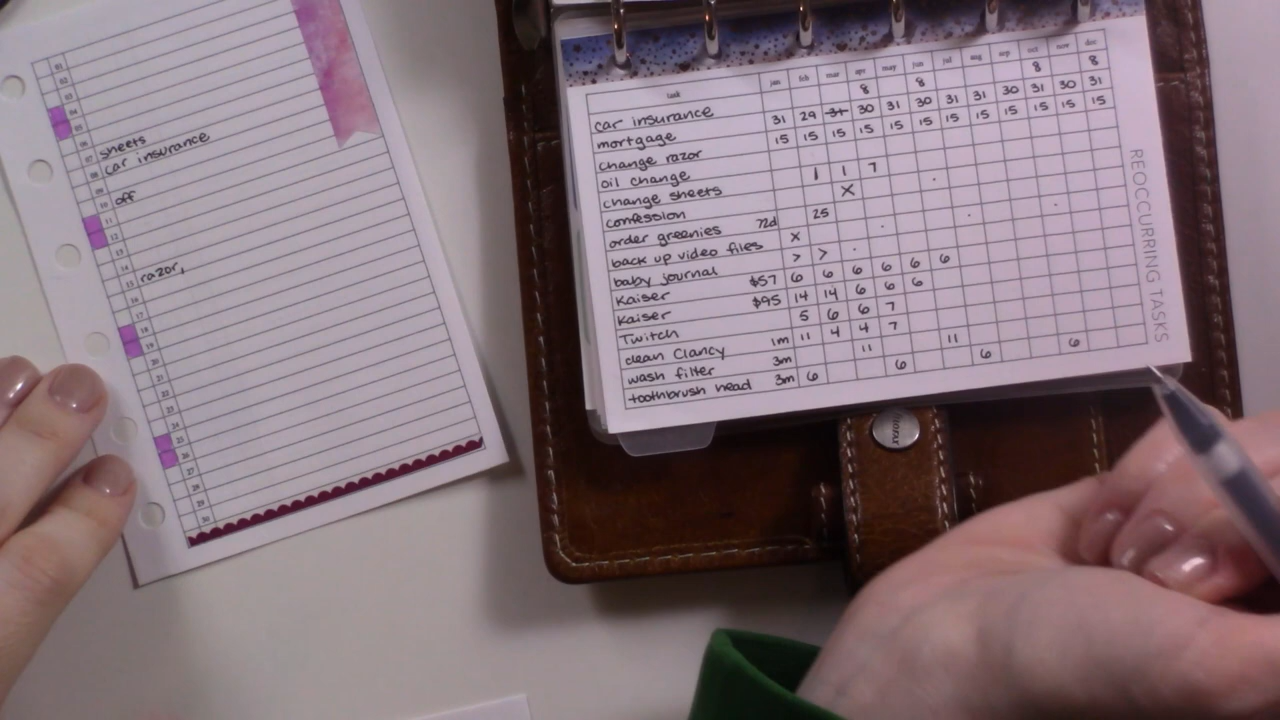 01
02
03
04
05
06
07 sheets
08 car insurance
09
10 off
11
12
13
14
15 razor,
16
17
18
19
20
21
22
23
24
25
26
27
28
29
30
task jan feb mar apr may jun jul aug sep oct nov dec
car insurance 8 8 8 8
mortgage 31 29 31 30 31 30 31 31 30 31 30 31
change razor 15 15 15 15 15 15 15 15 15 15 15 15
oil change
change sheets 1 1 7
confession X
order greenies 72d 25
back up video files x
baby journal > >
Kaiser $57 6 6 6 6 6 6
Kaiser $95 14 14 6 6 6
Twitch 5 6 6 7
clean Clancy 1m 11 4 4 7
wash filter 3m 11 11
toothbrush head 3m 6 6 6 6
REOCCURRING TASKS